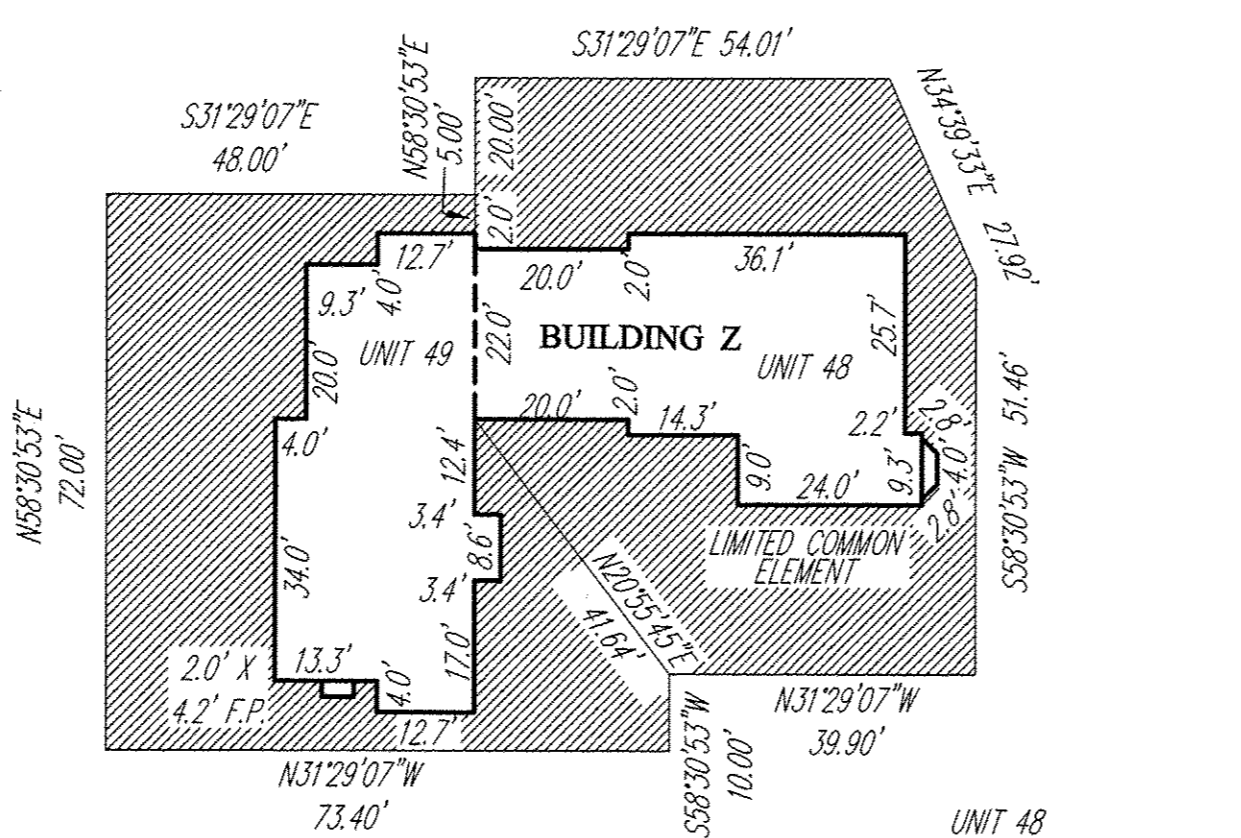 S31°29'07"E 54.01'
S31°29'07"E
48.00'
N58°30'53"E
5.00'
20.00'
2.0'
N34°39'33"E 27.92'
12.7'
9.3'
4.0'
20.0'
2.0'
36.1'
20.0'
UNIT 49
22.0'
BUILDING Z
UNIT 48
25.7'
N58°30'53"E
72.00'
4.0'
20.0'
2.0'
14.3'
2.2'
2.8'
4.0'
2.8'
S58°30'53"W 51.46'
12.4'
9.0'
24.0'
9.3'
3.4'
8.6'
3.4'
34.0'
LIMITED COMMON
ELEMENT
N20°55'45"E
41.64'
17.0'
2.0' X
4.2' F.P.
13.3'
4.0'
12.7'
N31°29'07"W
73.40'
S58°30'53"W
10.00'
N31°29'07"W
39.90'
UNIT 48